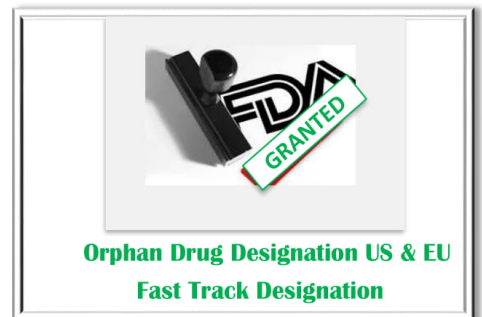 FDA
GRANTED
Orphan Drug Designation US & EU
Fast Track Designation